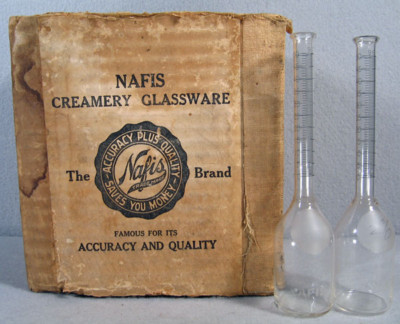 NAFIS
CREAMERY GLASSWARE
The
ACCURACY PLUS QUALITY
Nafis
SAVES YOU MONEY
Brand
FAMOUS FOR ITS
ACCURACY AND QUALITY